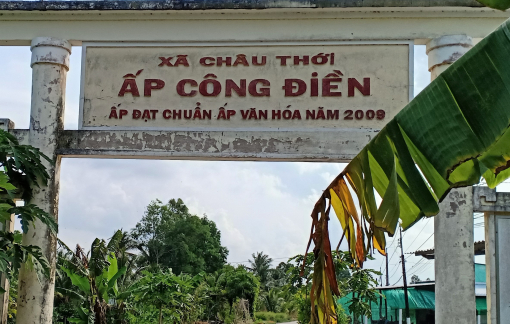 XÃ CHÂU THỚI
ẤP CÔNG ĐIỀN
ẤP ĐẠT CHUẨN ẤP VĂN HÓA NĂM 2009